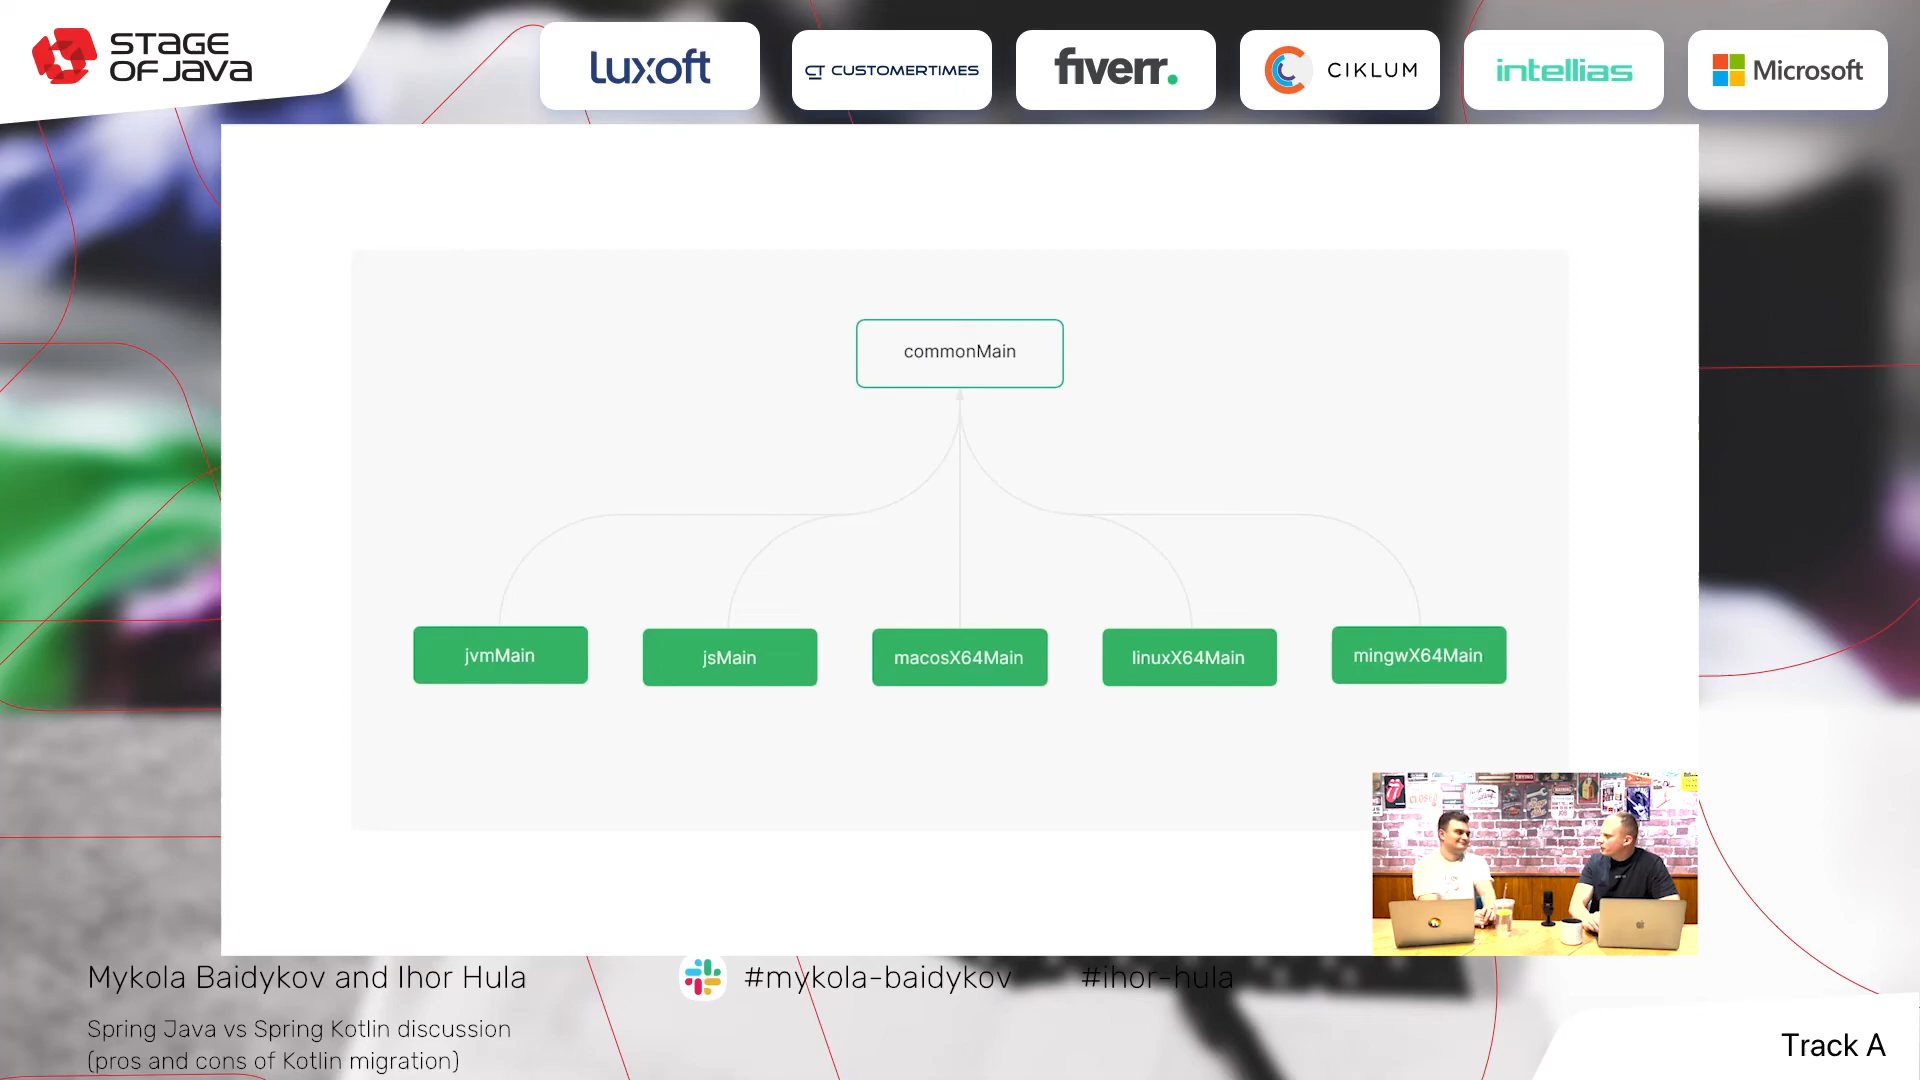 STAGE
OF JAVA
Luxoft
CT CUSTOMERTIMES
fiverr.
CIKLUM
intellias
Microsoft
commonMain
jvmMain
jsMain
macosX64Main
linuxX64Main
mingwX64Main
Mykola Baidykov and Ihor Hula
#mykola-baidykov
#ihor-hula
Spring Java vs Spring Kotlin discussion
(pros and cons of Kotlin migration)
Track A